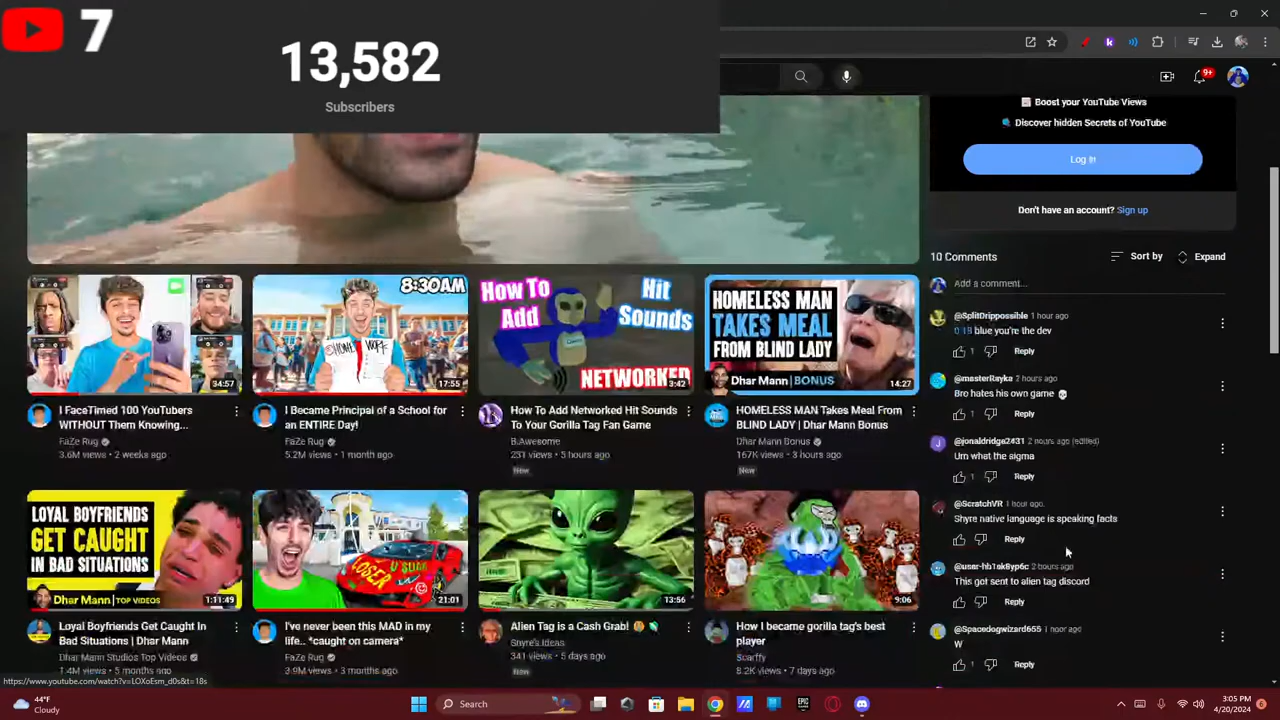 7
13,582
Subscribers
9+
Boost your YouTube Views
Discover hidden Secrets of YouTube
Log in
Don't have an account? Sign up
10 Comments
Sort by
Expand
Add a comment...
@SplitDrippossible 1 hour ago
0:19 blue you're the dev
1
Reply
@masterRayka 2 hours ago
Bro hates his own game 💀
1
Reply
@jonaldridge2431 2 hours ago (edited)
Um what the sigma
1
Reply
@ScratchVR 1 hour ago
Shyre native language is speaking facts
Reply
2 hours ago
This got sent to alien tag discord
Reply
@Spacedogwizard655 1 hour ago
W
1
Reply
34:57
I FaceTimed 100 YouTubers
WITHOUT Them Knowing...
FaZe Rug
3.6M views • 2 weeks ago
8:30AM
HOME
WORK
17:55
I Became Principal of a School for
an ENTIRE Day!
FaZe Rug
5.2M views • 1 month ago
How To
Add
Hit
Sounds
NETWORKED
3:42
How To Add Networked Hit Sounds
To Your Gorilla Tag Fan Game
B.Awesome
231 views • 5 hours ago
New
HOMELESS MAN
TAKES MEAL
FROM BLIND LADY
Dhar Mann | BONUS
14:27
HOMELESS MAN Takes Meal From
BLIND LADY | Dhar Mann Bonus
Dhar Mann Bonus
167K views • 3 hours ago
New
LOYAL BOYFRIENDS
GET CAUGHT
IN BAD SITUATIONS
Dhar Mann | TOP VIDEOS
1:11:49
Loyal Boyfriends Get Caught In
Bad Situations | Dhar Mann
Dhar Mann Studios Top Videos
1.4M views • 5 months ago
LOSER
21:01
I've never been this MAD in my
life.. *caught on camera*
FaZe Rug
3.9M views • 3 months ago
13:56
Alien Tag is a Cash Grab! 
Snyre's.Ideas
341 views • 5 days ago
New
9:06
How I became gorilla tag's best
player
Scarffy
8.2K views • 7 days ago
https://www.youtube.com/watch?v=LOXoEsm_d0s&t=18s
44°F
Cloudy
Search
3:05 PM
4/20/2024